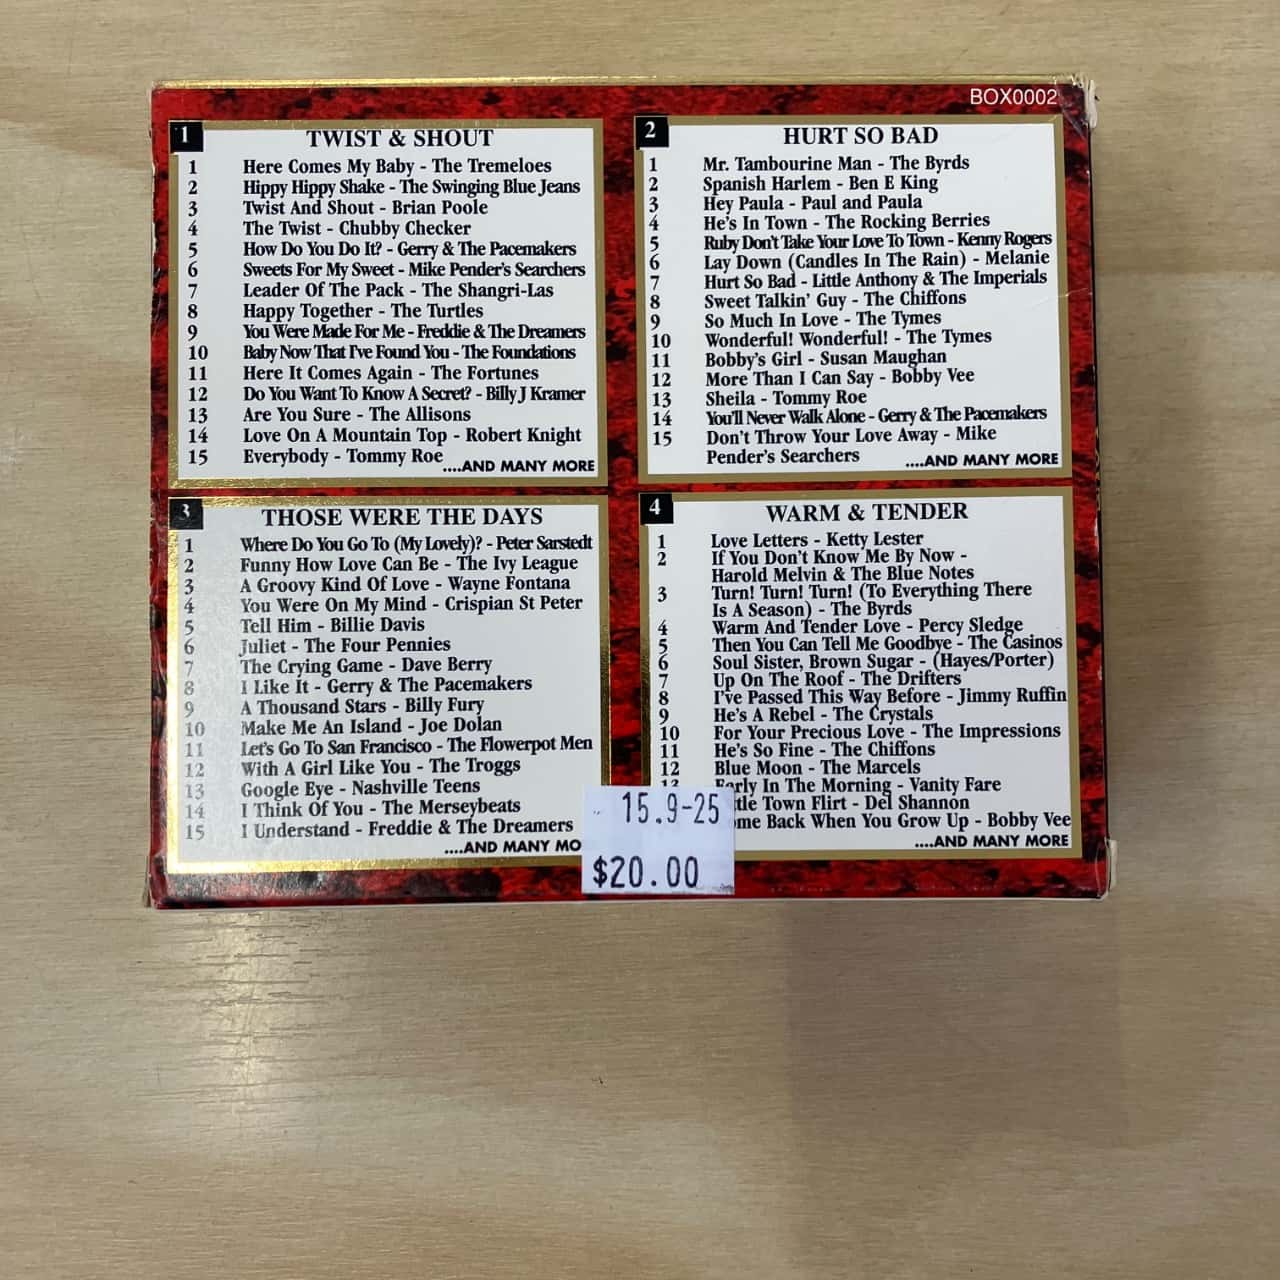 BOX0002
1
TWIST & SHOUT
1 Here Comes My Baby - The Tremeloes
2 Hippy Hippy Shake - The Swinging Blue Jeans
3 Twist And Shout - Brian Poole
4 The Twist - Chubby Checker
5 How Do You Do It? - Gerry & The Pacemakers
6 Sweets For My Sweet - Mike Pender's Searchers
7 Leader Of The Pack - The Shangri-Las
8 Happy Together - The Turtles
9 You Were Made For Me - Freddie & The Dreamers
10 Baby Now That I've Found You - The Foundations
11 Here It Comes Again - The Fortunes
12 Do You Want To Know A Secret? - Billy J Kramer
13 Are You Sure - The Allisons
14 Love On A Mountain Top - Robert Knight
15 Everybody - Tommy Roe
....AND MANY MORE
2
HURT SO BAD
1 Mr. Tambourine Man - The Byrds
2 Spanish Harlem - Ben E King
3 Hey Paula - Paul and Paula
4 He's In Town - The Rocking Berries
5 Ruby Don't Take Your Love To Town - Kenny Rogers
6 Lay Down (Candles In The Rain) - Melanie
7 Hurt So Bad - Little Anthony & The Imperials
8 Sweet Talkin' Guy - The Chiffons
9 So Much In Love - The Tymes
10 Wonderful! Wonderful! - The Tymes
11 Bobby's Girl - Susan Maughan
12 More Than I Can Say - Bobby Vee
13 Sheila - Tommy Roe
14 You'll Never Walk Alone - Gerry & The Pacemakers
15 Don't Throw Your Love Away - Mike
Pender's Searchers
....AND MANY MORE
3
THOSE WERE THE DAYS
1 Where Do You Go To (My Lovely)? - Peter Sarstedt
2 Funny How Love Can Be - The Ivy League
3 A Groovy Kind Of Love - Wayne Fontana
4 You Were On My Mind - Crispian St Peter
5 Tell Him - Billie Davis
6 Juliet - The Four Pennies
7 The Crying Game - Dave Berry
8 I Like It - Gerry & The Pacemakers
9 A Thousand Stars - Billy Fury
10 Make Me An Island - Joe Dolan
11 Let's Go To San Francisco - The Flowerpot Men
12 With A Girl Like You - The Troggs
13 Google Eye - Nashville Teens
14 I Think Of You - The Merseybeats
15 I Understand - Freddie & The Dreamers
....AND MANY MO
4
WARM & TENDER
1 Love Letters - Ketty Lester
2 If You Don't Know Me By Now -
Harold Melvin & The Blue Notes
3 Turn! Turn! Turn! (To Everything There
Is A Season) - The Byrds
4 Warm And Tender Love - Percy Sledge
5 Then You Can Tell Me Goodbye - The Casinos
6 Soul Sister, Brown Sugar - (Hayes/Porter)
7 Up On The Roof - The Drifters
8 I've Passed This Way Before - Jimmy Ruffin
9 He's A Rebel - The Crystals
10 For Your Precious Love - The Impressions
11 He's So Fine - The Chiffons
12 Blue Moon - The Marcels
13 Early In The Morning - Vanity Fare
Town Flirt - Del Shannon
Back When You Grow Up - Bobby Vee
....AND MANY MORE
15.9-25
$20.00